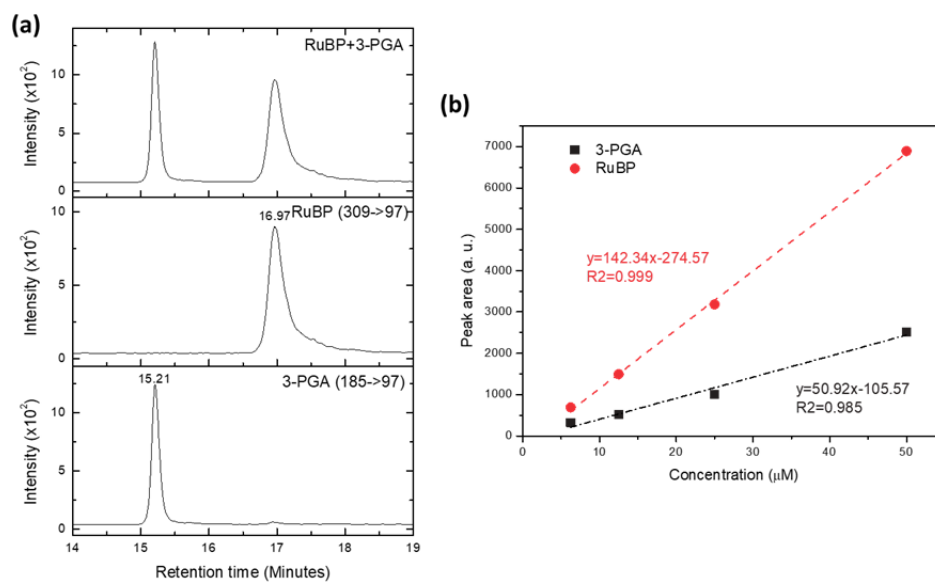 (a)
RuBP+3-PGA
Intensity (x10²)
10
5
0
16.97
RuBP (309->97)
Intensity (x10²)
10
5
0
15.21
3-PGA (185->97)
Intensity (x10²)
10
5
0
14 15 16 17 18 19
Retention time (Minutes)
(b)
3-PGA
RuBP
7000
6000
5000
4000
3000
2000
1000
0
Peak area (a. u.)
y=142.34x-274.57
R2=0.999
y=50.92x-105.57
R2=0.985
0 10 20 30 40 50
Concentration (μM)